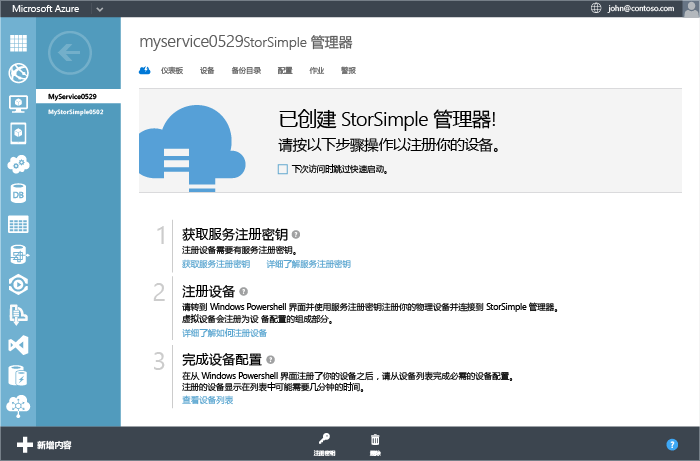 Microsoft Azure
john@contoso.com
myservice0529StorSimple 管理器
仪表板 设备 备份目录 配置 作业 警报
MyService0529
MyStorSimple0502
已创建 StorSimple 管理器!
请按以下步骤操作以注册你的设备。
下次访问时跳过快速启动。
1 获取服务注册密钥 ?
注册设备需要有服务注册密钥。
获取服务注册密钥 详细了解服务注册密钥
2 注册设备 ?
请转到 Windows Powershell 界面并使用服务注册密钥注册你的物理设备并连接到 StorSimple 管理器。
虚拟设备会注册为设 备配置的组成部分。
详细了解如何注册设备
3 完成设备配置 ?
在从 Windows Powershell 界面注册了你的设备之后，请从设备列表完成必需的设备配置。
注册的设备显示在列表中可能需要几分钟的时间。
查看设备列表
DB
新增内容
注册密钥 删除
?